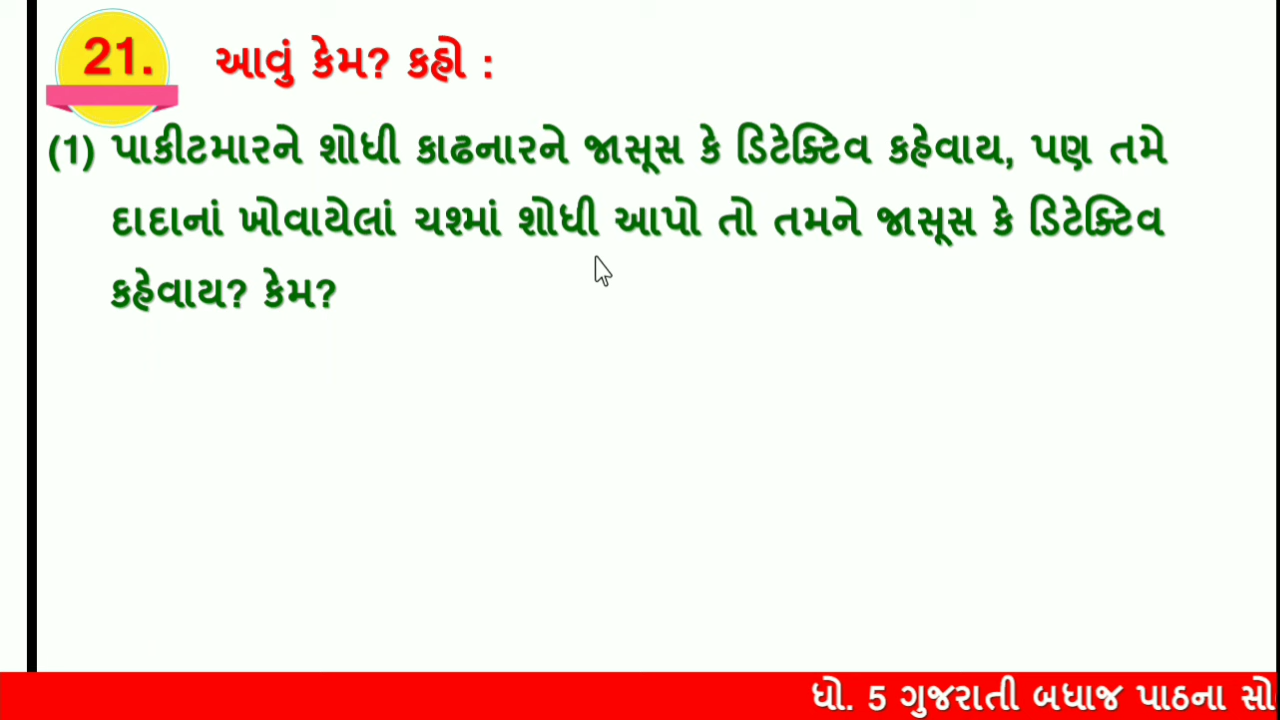 21. આવું કેમ? કહો :
(1) પાકીટમારને શોધી કાઢનારને જાસૂસ કે ડિટેક્ટિવ કહેવાય, પણ તમે
દાદાનાં ખોવાયેલાં ચશ્માં શોધી આપો તો તમને જાસૂસ કે ડિટેક્ટિવ
કહેવાય? કેમ?
ધો. 5 ગુજરાતી બધાજ પાઠના સો